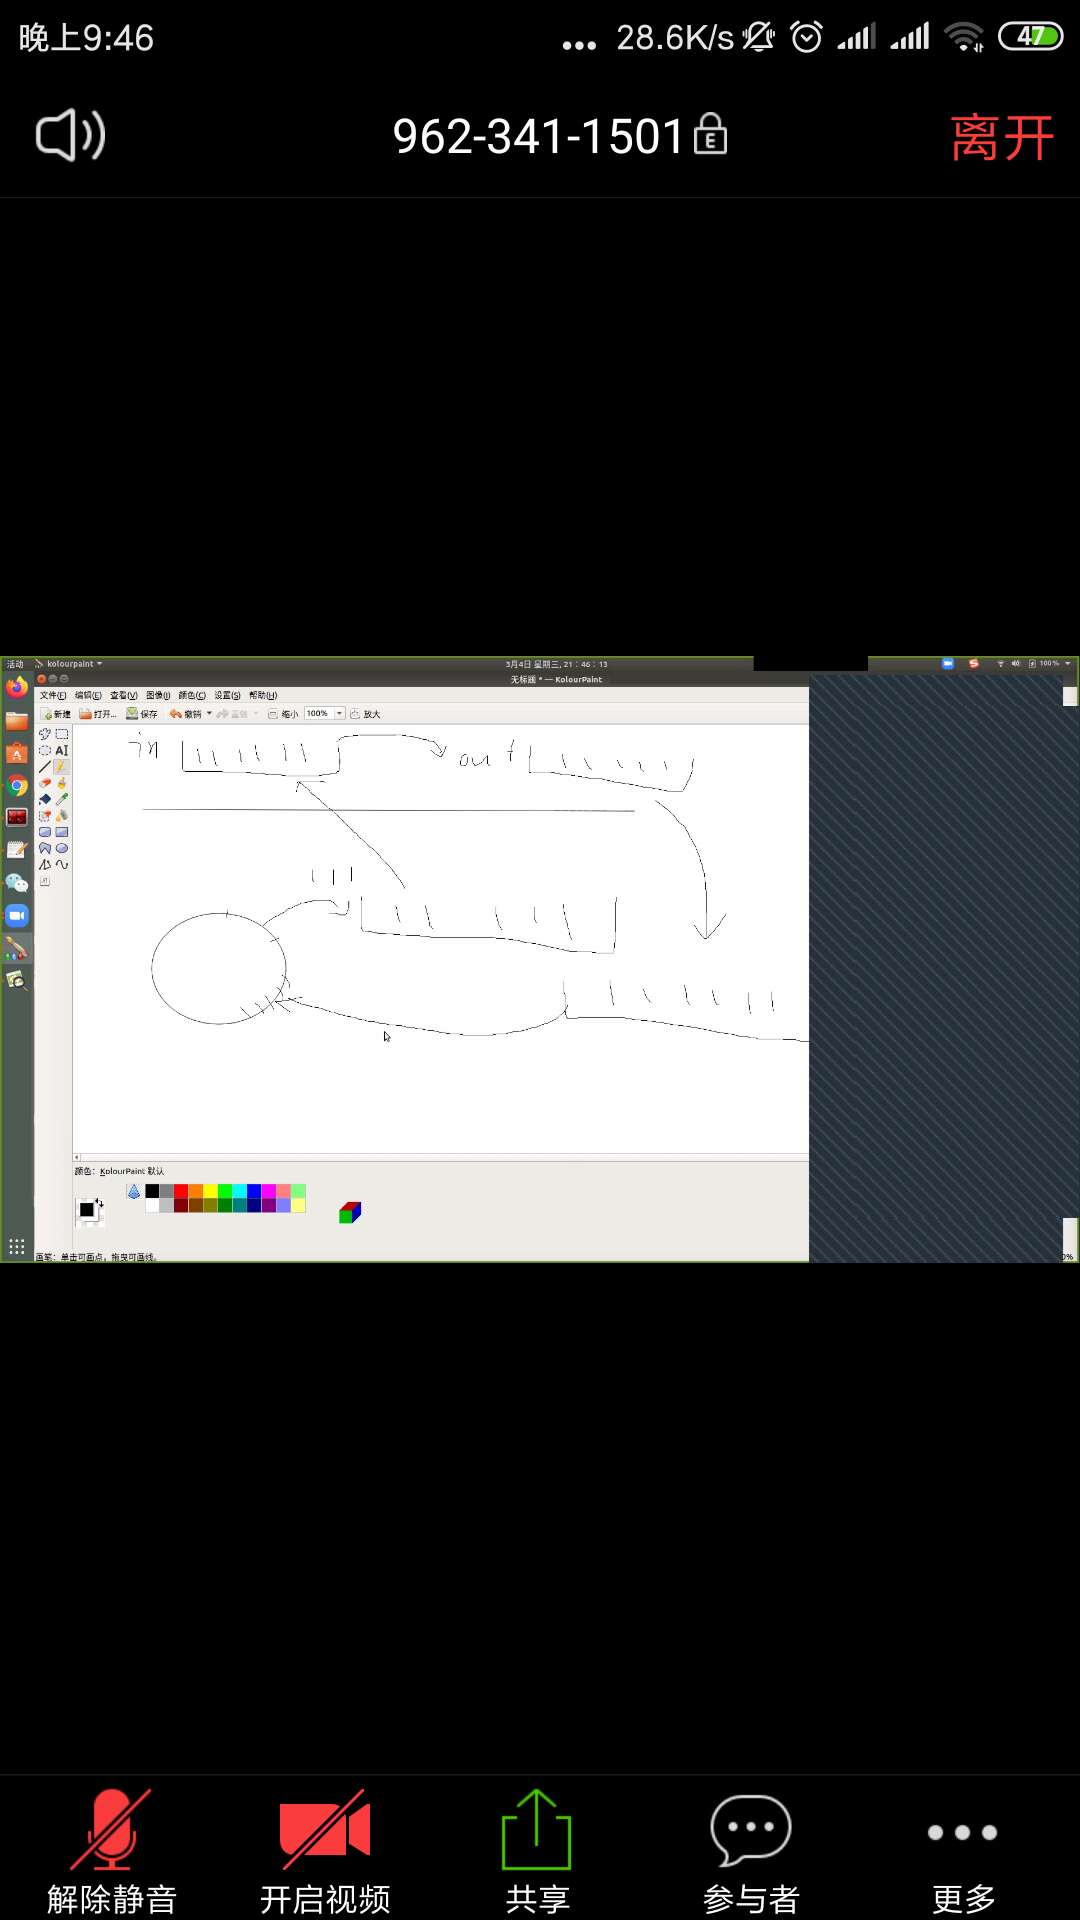 晚上9:46
... 28.6K/s 47
962-341-1501 E 离开
活动 kolourpaint 3月4日 星期三, 21:46:13 100%
无标题 * — KolourPaint
文件(F) 编辑(E) 查看(V) 图像(I) 颜色(C) 设置(S) 帮助(H)
新建 打开... 保存 撤销 重做 缩小 100% 放大
in out
颜色: KolourPaint 默认
画笔: 单击可画点，拖曳可画线。 0%
解除静音 开启视频 共享 参与者 更多